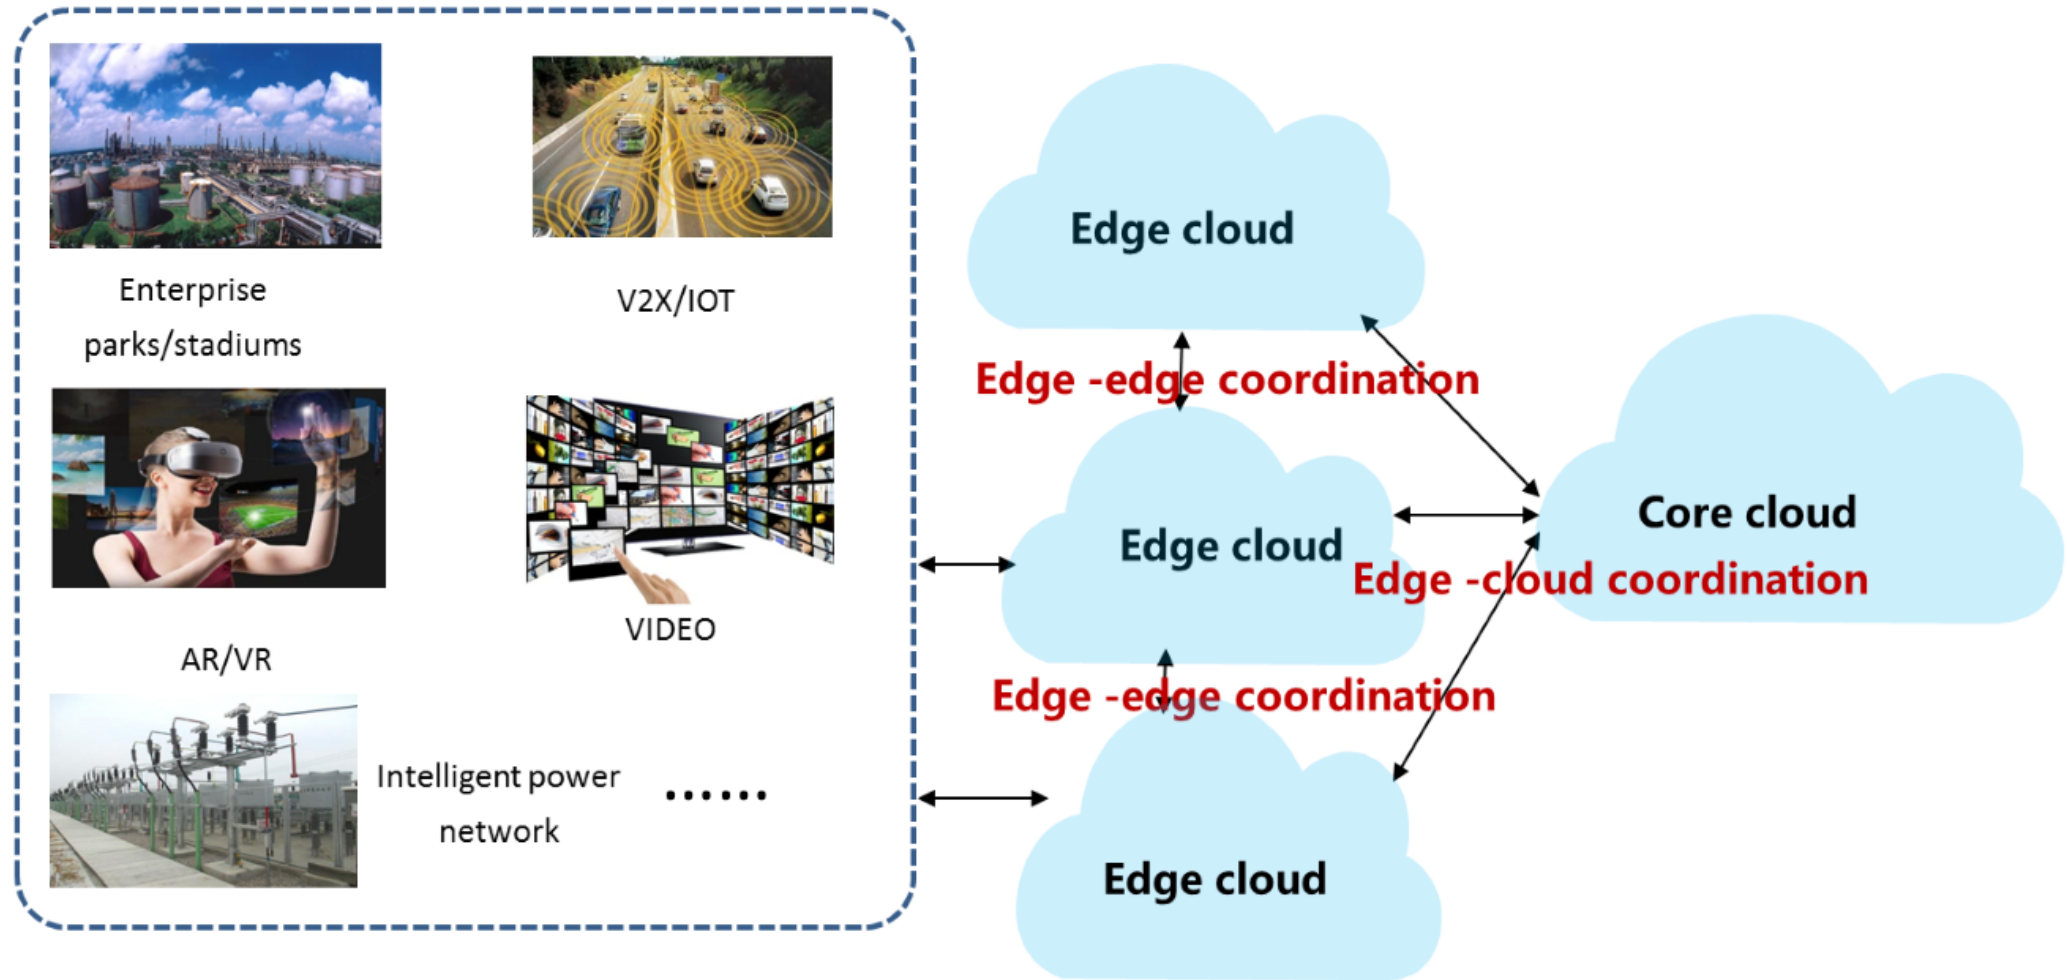 Enterprise
parks/stadiums
V2X/IOT
AR/VR
VIDEO
Intelligent power
network
......
Edge cloud
Edge -edge coordination
Edge cloud
Core cloud
Edge -cloud coordination
Edge -edge coordination
Edge cloud